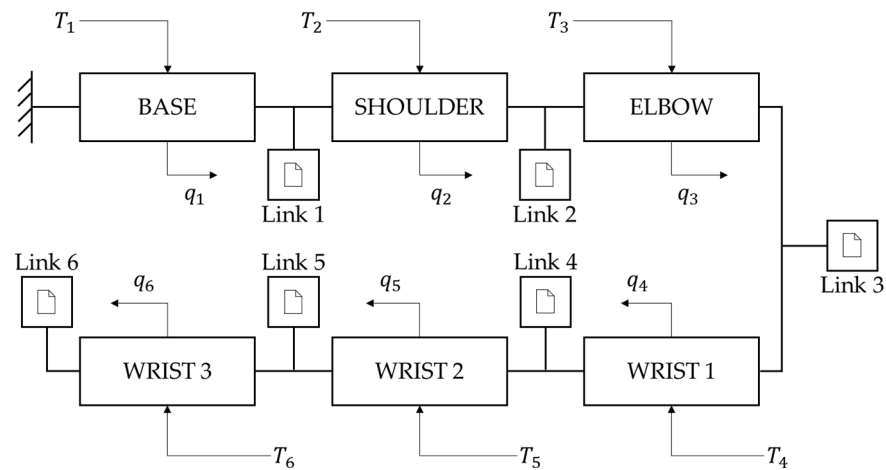 T₁ T₂ T₃
BASE SHOULDER ELBOW
q₁ q₂ q₃
Link 1 Link 2
Link 6 Link 5 Link 4 Link 3
q₆ q₅ q₄
WRIST 3 WRIST 2 WRIST 1
T₆ T₅ T₄